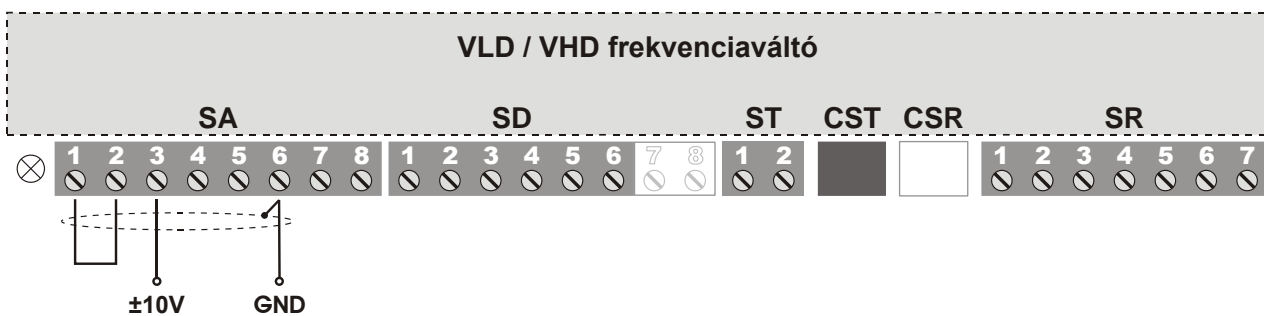 VLD / VHD frekvenciaváltó
SA SD ST CST CSR SR
1 2 3 4 5 6 7 8 1 2 3 4 5 6 7 8 1 2 1 2 3 4 5 6 7
±10V GND